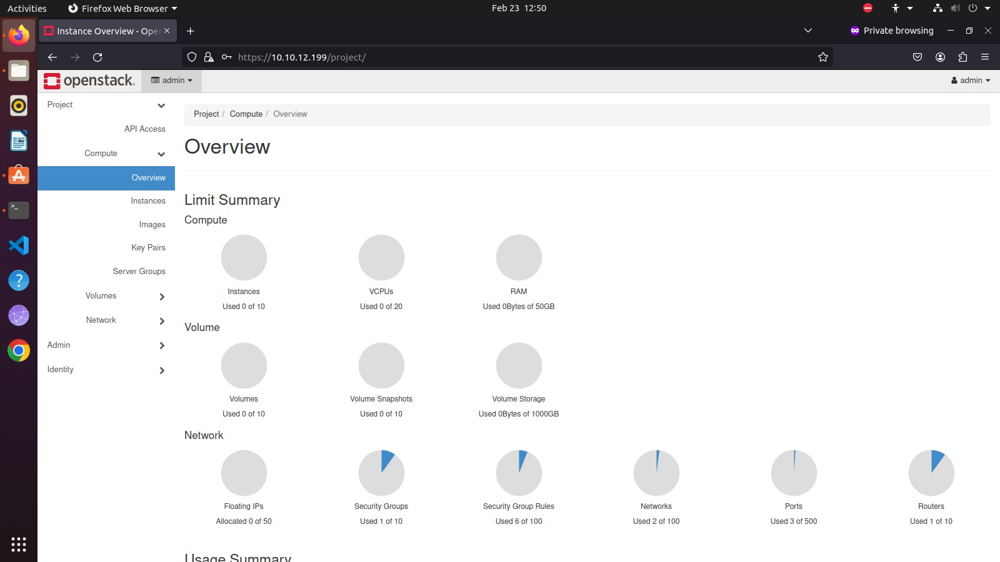 Activities
Firefox Web Browser
Feb 23 12:50
Instance Overview - Ope
Private browsing
https://10.10.12.199/project/
openstack.
admin
admin
Project
API Access
Compute
Overview
Instances
Images
Key Pairs
Server Groups
Volumes
Network
Admin
Identity
Project / Compute / Overview
Overview
Limit Summary
Compute
Instances
Used 0 of 10
VCPUs
Used 0 of 20
RAM
Used 0Bytes of 50GB
Volume
Volumes
Used 0 of 10
Volume Snapshots
Used 0 of 10
Volume Storage
Used 0Bytes of 1000GB
Network
Floating IPs
Allocated 0 of 50
Security Groups
Used 1 of 10
Security Group Rules
Used 6 of 100
Networks
Used 2 of 100
Ports
Used 3 of 500
Routers
Used 1 of 10
Usage Summary